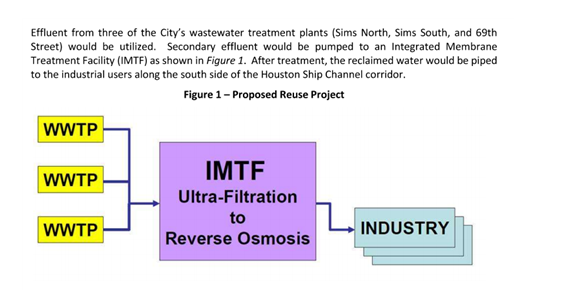 Effluent from three of the City's wastewater treatment plants (Sims North, Sims South, and 69th
Street) would be utilized. Secondary effluent would be pumped to an Integrated Membrane
Treatment Facility (IMTF) as shown in Figure 1. After treatment, the reclaimed water would be piped
to the industrial users along the south side of the Houston Ship Channel corridor.
Figure 1 – Proposed Reuse Project
WWTP
WWTP
WWTP
IMTF
Ultra-Filtration
to
Reverse Osmosis
INDUSTRY